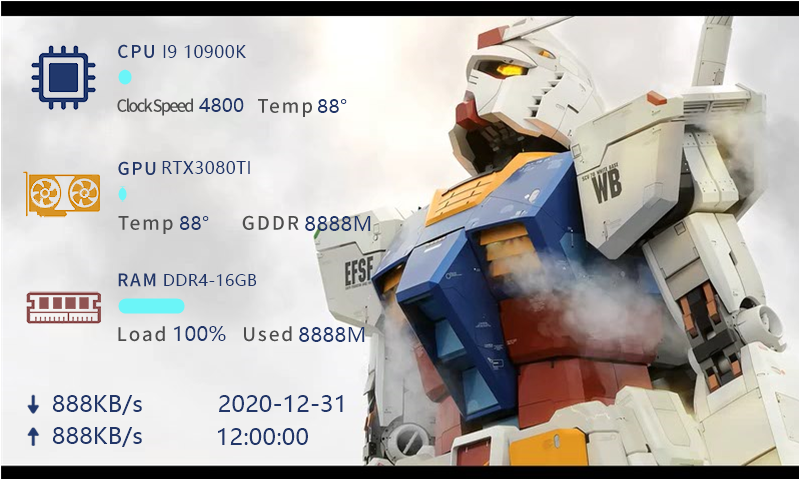 CPU I9 10900K
ClockSpeed 4800 Temp 88°
GPU RTX3080TI
Temp 88° GDDR 8888M
RAM DDR4-16GB
Load 100% Used 8888M
888KB/s 2020-12-31
888KB/s 12:00:00
WB
EFSF